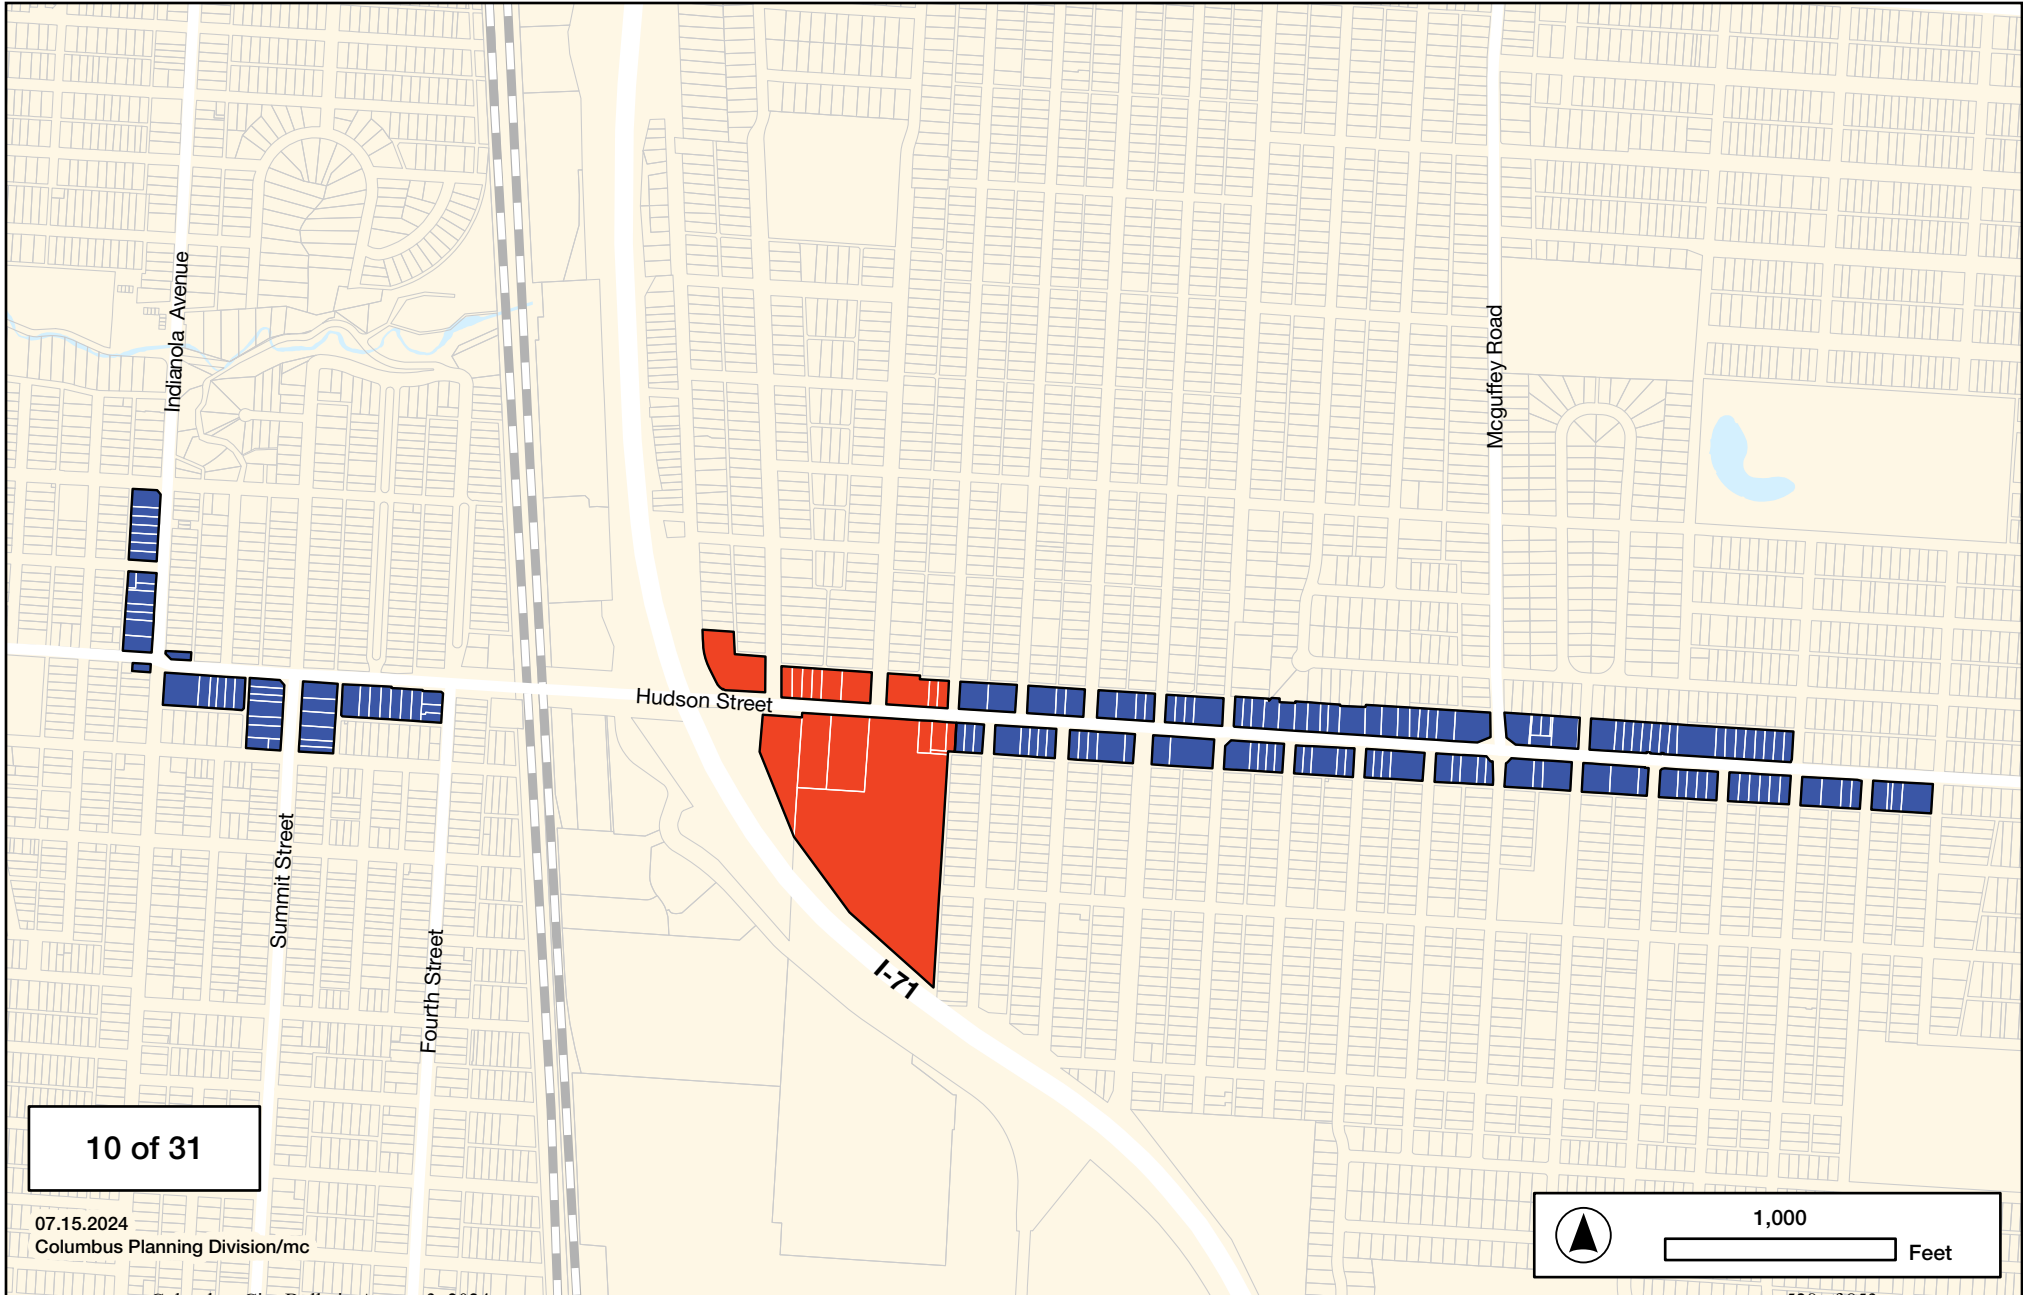 Indianola Avenue
Mcguffey Road
Hudson Street
Summit Street
Fourth Street
I-71
10 of 31
07.15.2024
Columbus Planning Division/mc
1,000
Feet